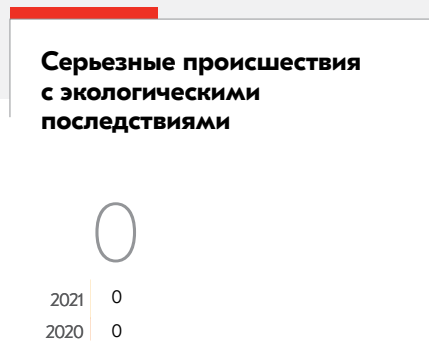 Серьезные происшествия
с экологическими
последствиями
0
2021 0
2020 0